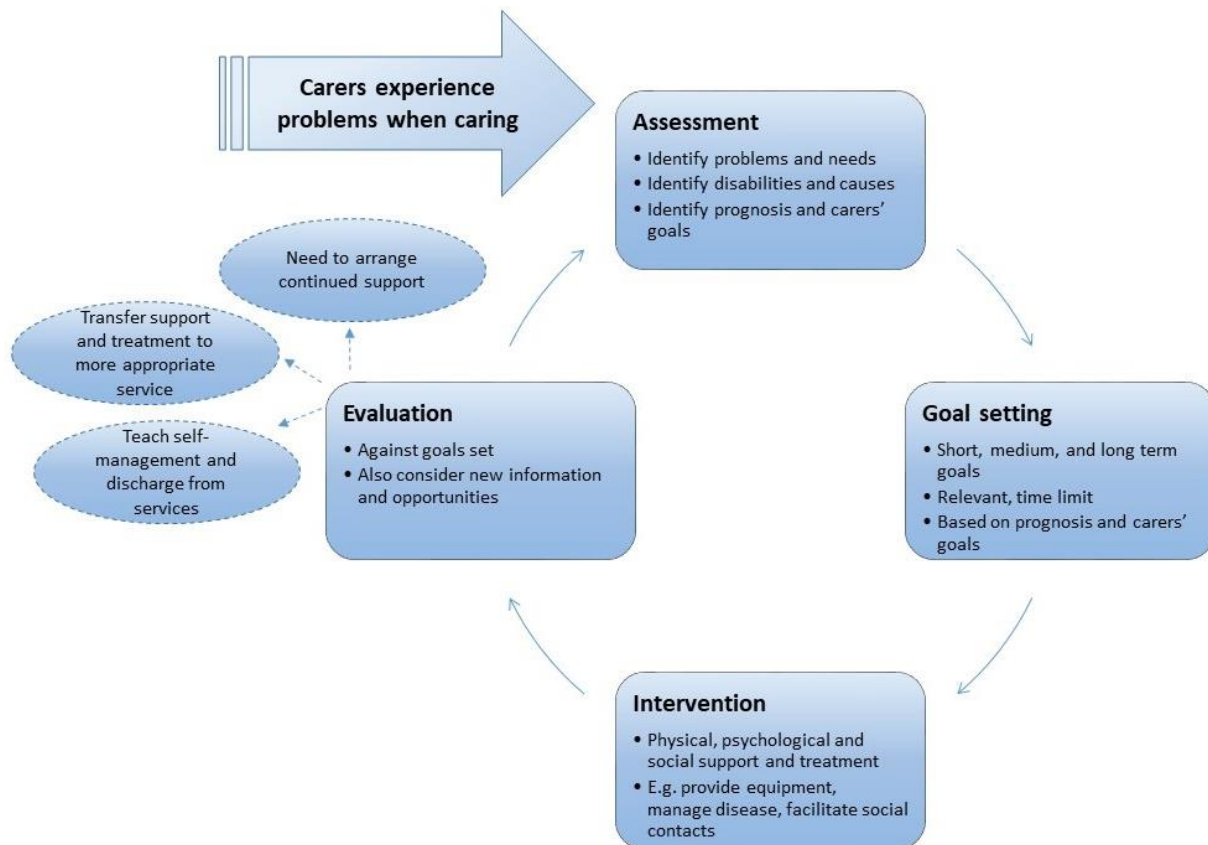 Carers experience
problems when caring
Assessment
• Identify problems and needs
• Identify disabilities and causes
• Identify prognosis and carers’
goals
Need to arrange
continued support
Transfer support
and treatment to
more appropriate
service
Teach self-
management and
discharge from
services
Evaluation
• Against goals set
• Also consider new information
and opportunities
Goal setting
• Short, medium, and long term
goals
• Relevant, time limit
• Based on prognosis and carers’
goals
Intervention
• Physical, psychological and
social support and treatment
• E.g. provide equipment,
manage disease, facilitate social
contacts